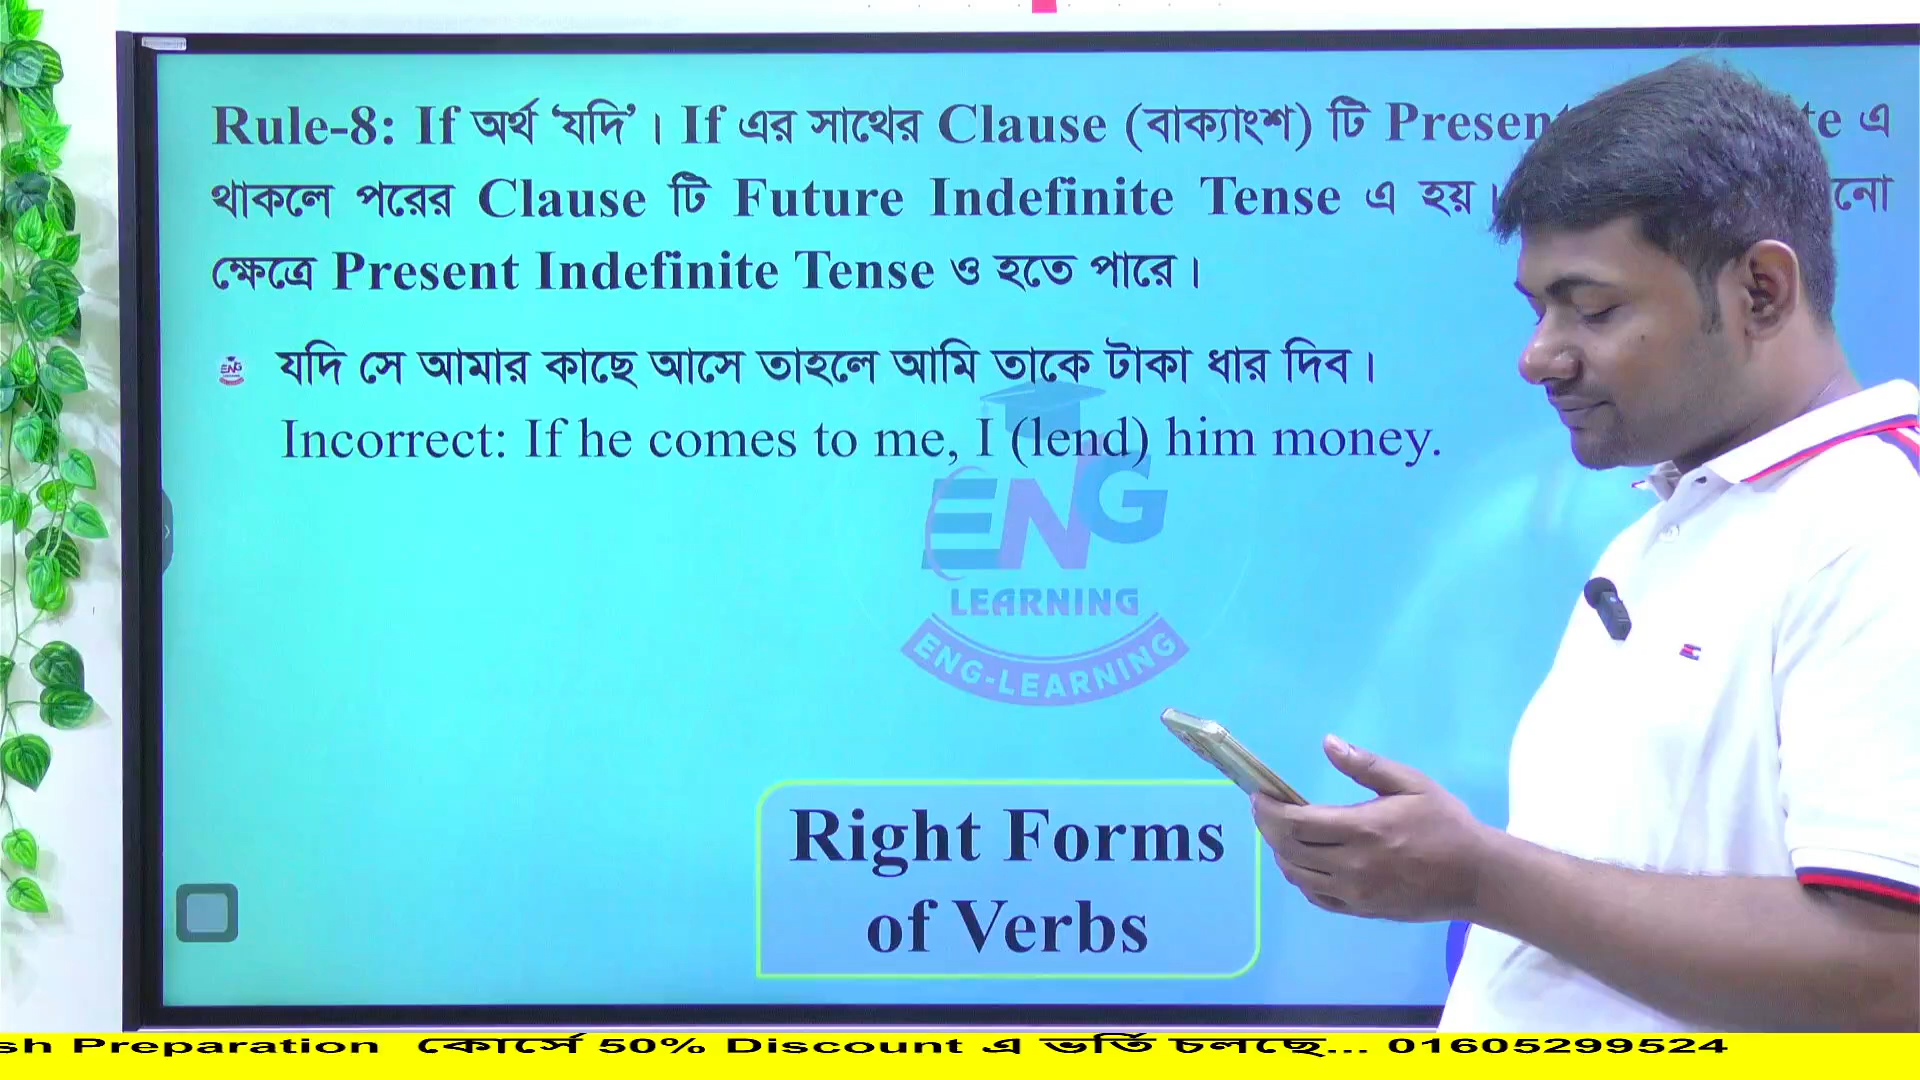 Rule-8: If অর্থ ‘যদি’। If এর সাথের Clause (বাক্যাংশ) টি Presen te এ
থাকলে পরের Clause টি Future Indefinite Tense এ হয়। নো
ক্ষেত্রে Present Indefinite Tense ও হতে পারে।
যদি সে আমার কাছে আসে তাহলে আমি তাকে টাকা ধার দিব।
Incorrect: If he comes to me, I (lend) him money.
ENG
LEARNING
ENG-LEARNING
Right Forms
of Verbs
sh Preparation কোর্সে 50% Discount এ ভর্তি চলছে... 01605299524